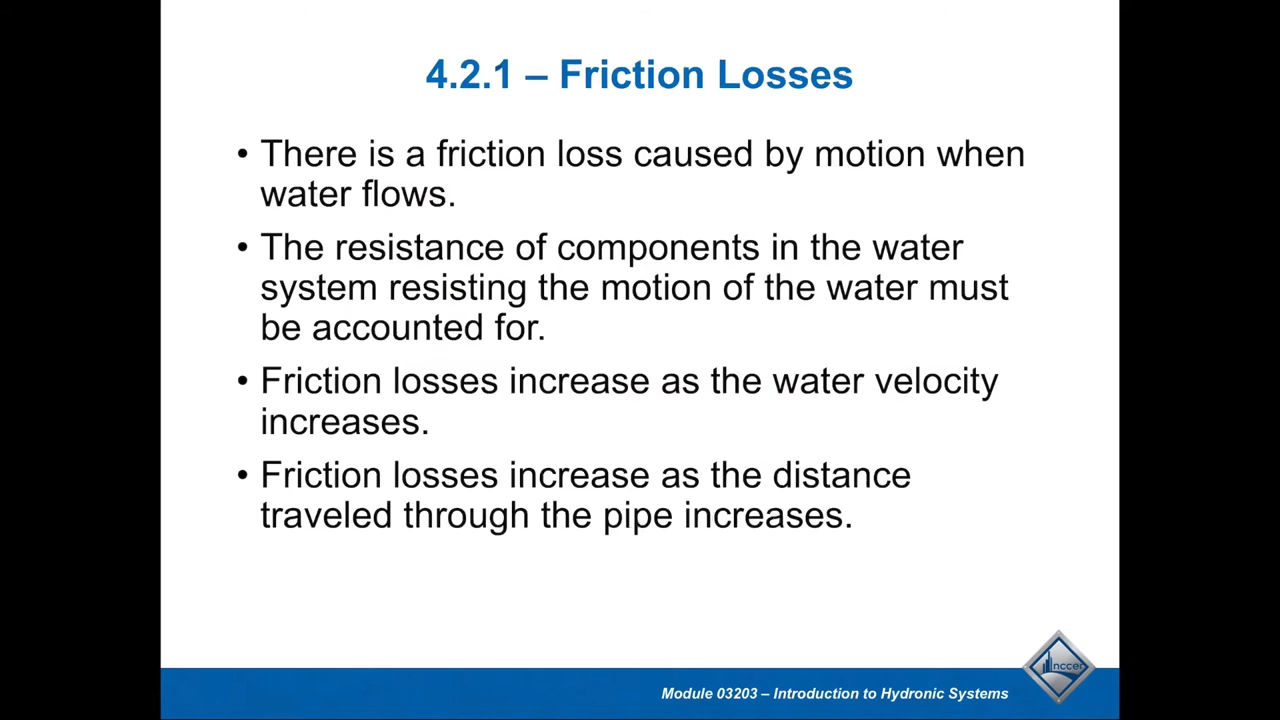 4.2.1 – Friction Losses
• There is a friction loss caused by motion when
water flows.
• The resistance of components in the water
system resisting the motion of the water must
be accounted for.
• Friction losses increase as the water velocity
increases.
• Friction losses increase as the distance
traveled through the pipe increases.
nccer
Module 03203 – Introduction to Hydronic Systems